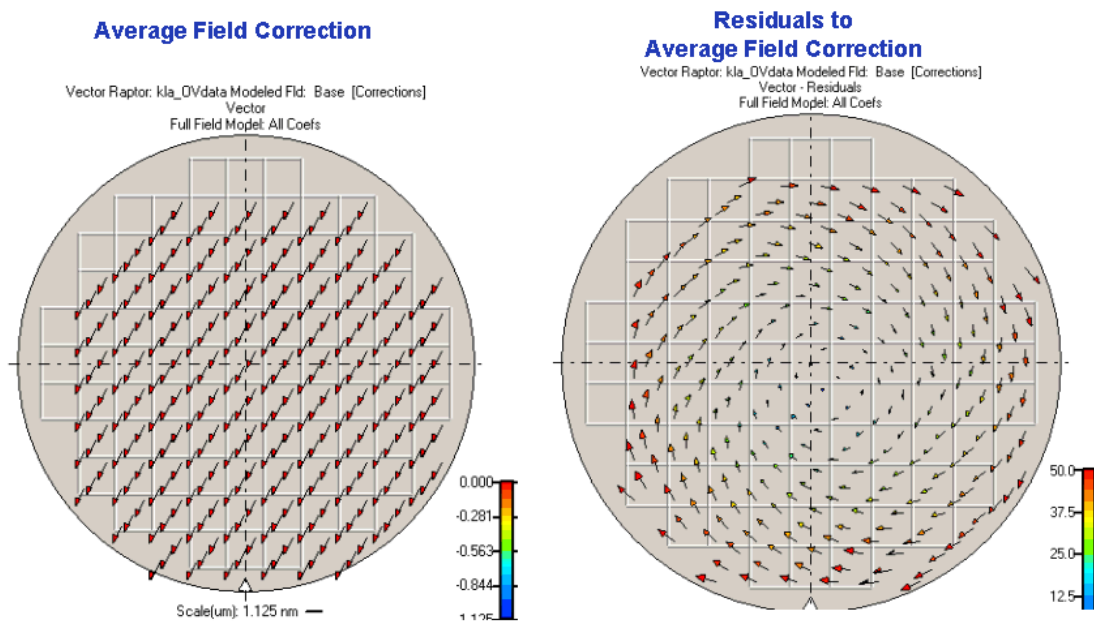 Average Field Correction
Vector Raptor: kla_OVdata Modeled Fld: Base [Corrections]
Vector
Full Field Model: All Coefs
0.000
-0.281
-0.563
-0.844
-1.125
Scale(um): 1.125 nm
Residuals to
Average Field Correction
Vector Raptor: kla_OVdata Modeled Fld: Base [Corrections]
Vector - Residuals
Full Field Model: All Coefs
50.0
37.5
25.0
12.5